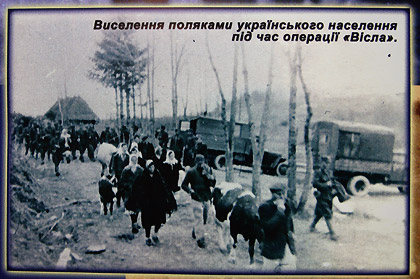 Виселення поляками українського населення
під час операції «Вісла».